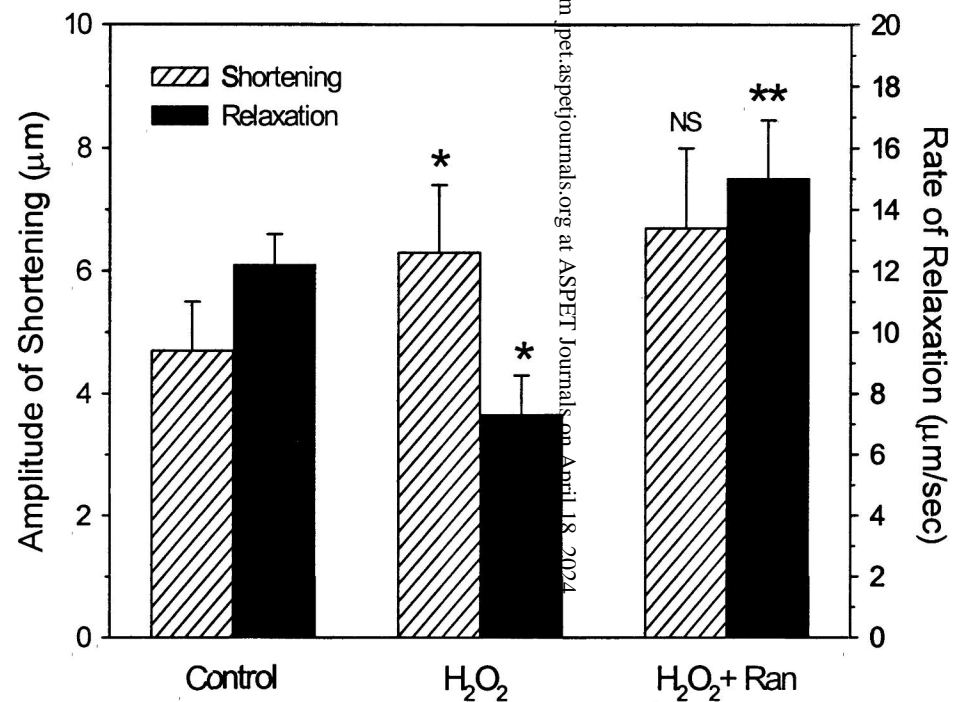 m jpet.aspetjournals.org at ASPET Journals on April 18, 2024
10
8
6
4
2
0
Amplitude of Shortening (μm)
Shortening
Relaxation
*
*
NS
**
20
18
16
14
12
10
8
6
4
2
0
Rate of Relaxation (μm/sec)
Control
H₂O₂
H₂O₂+ Ran